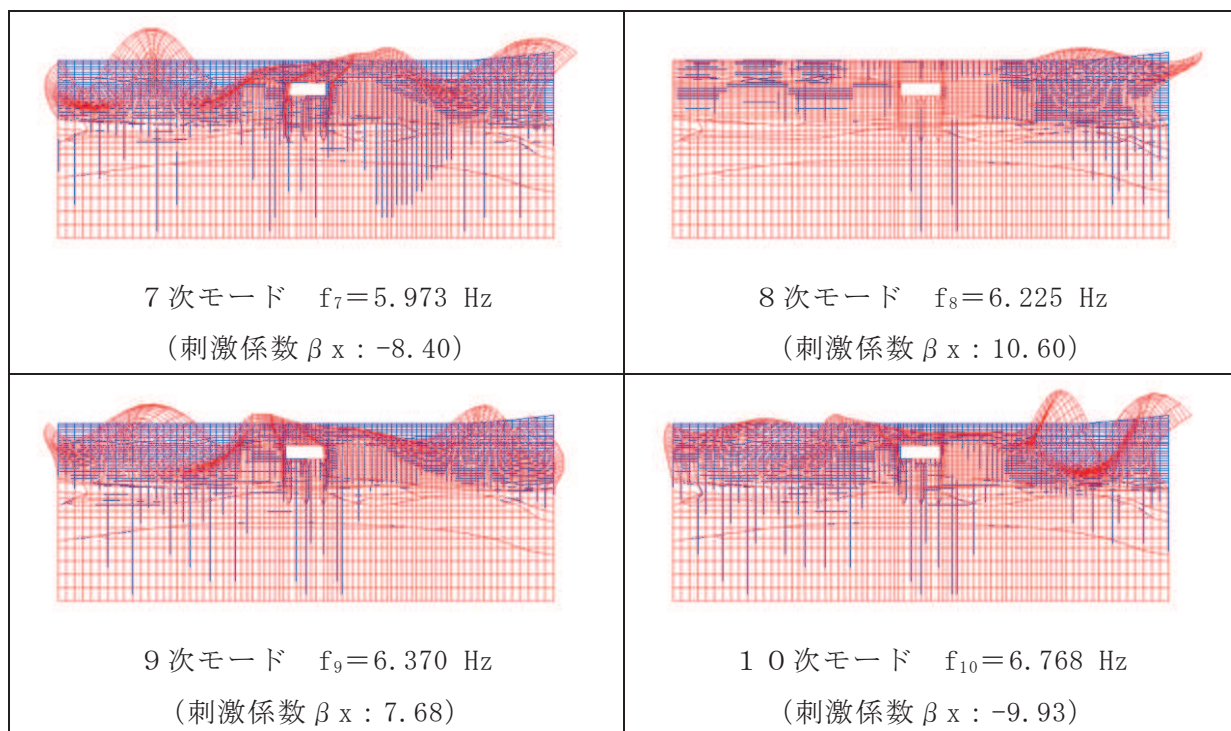 7次モード f₇＝5.973 Hz
(刺激係数βx：-8.40)
8次モード f₈＝6.225 Hz
(刺激係数βx：10.60)
9次モード f₉＝6.370 Hz
(刺激係数βx：7.68)
１０次モード f₁₀＝6.768 Hz
(刺激係数βx：-9.93)